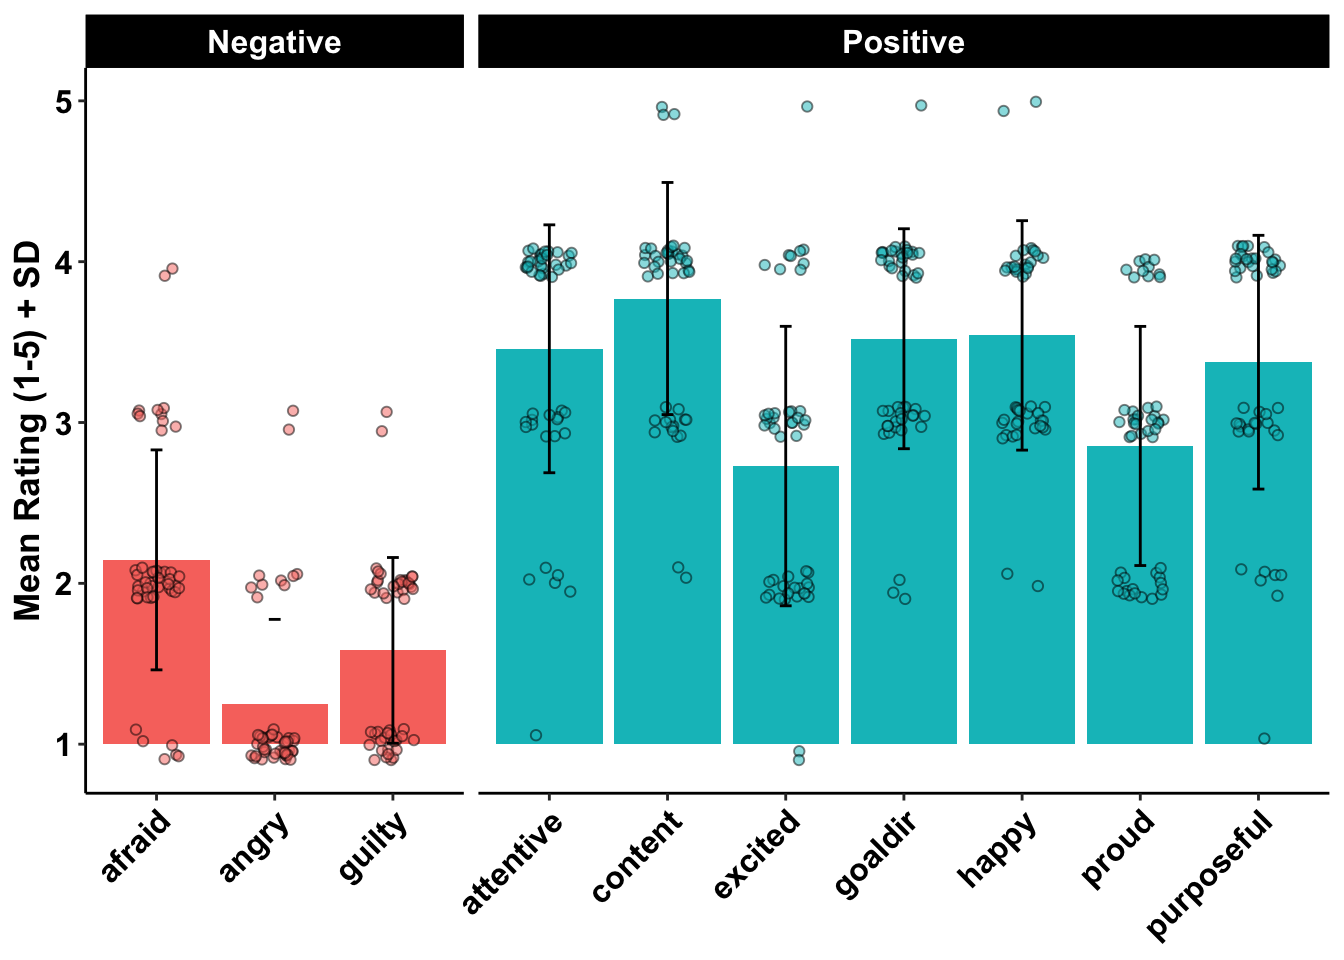 Negative
Positive
Mean Rating (1-5) + SD
5
4
3
2
1
afraid
angry
guilty
attentive
content
excited
goaldir
happy
proud
purposeful